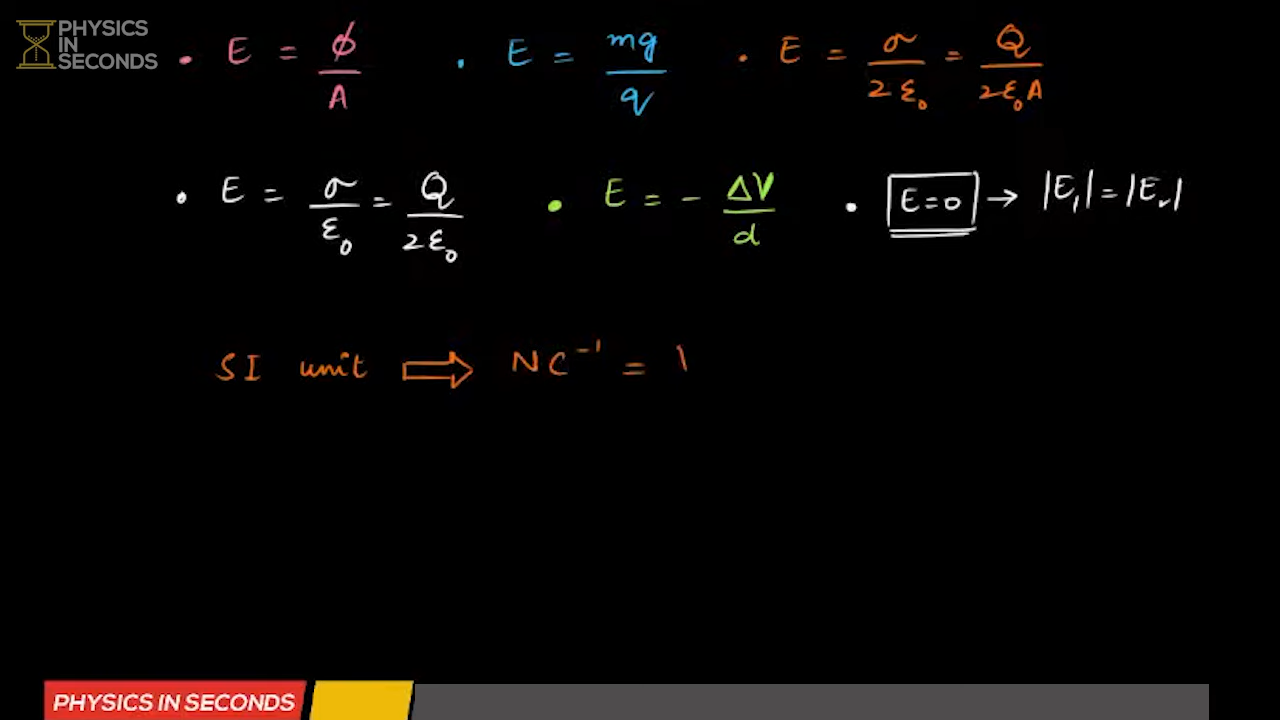 PHYSICS
IN
SECONDS
• E = ϕ/A • E = mg/q • E = σ/2ε₀ = Q/2ε₀A
• E = σ/ε₀ = Q/2ε₀ • E = - ΔV/d • E=0 → |E₁| = |E₂|
SI unit ⇒ NC⁻¹ = \
PHYSICS IN SECONDS